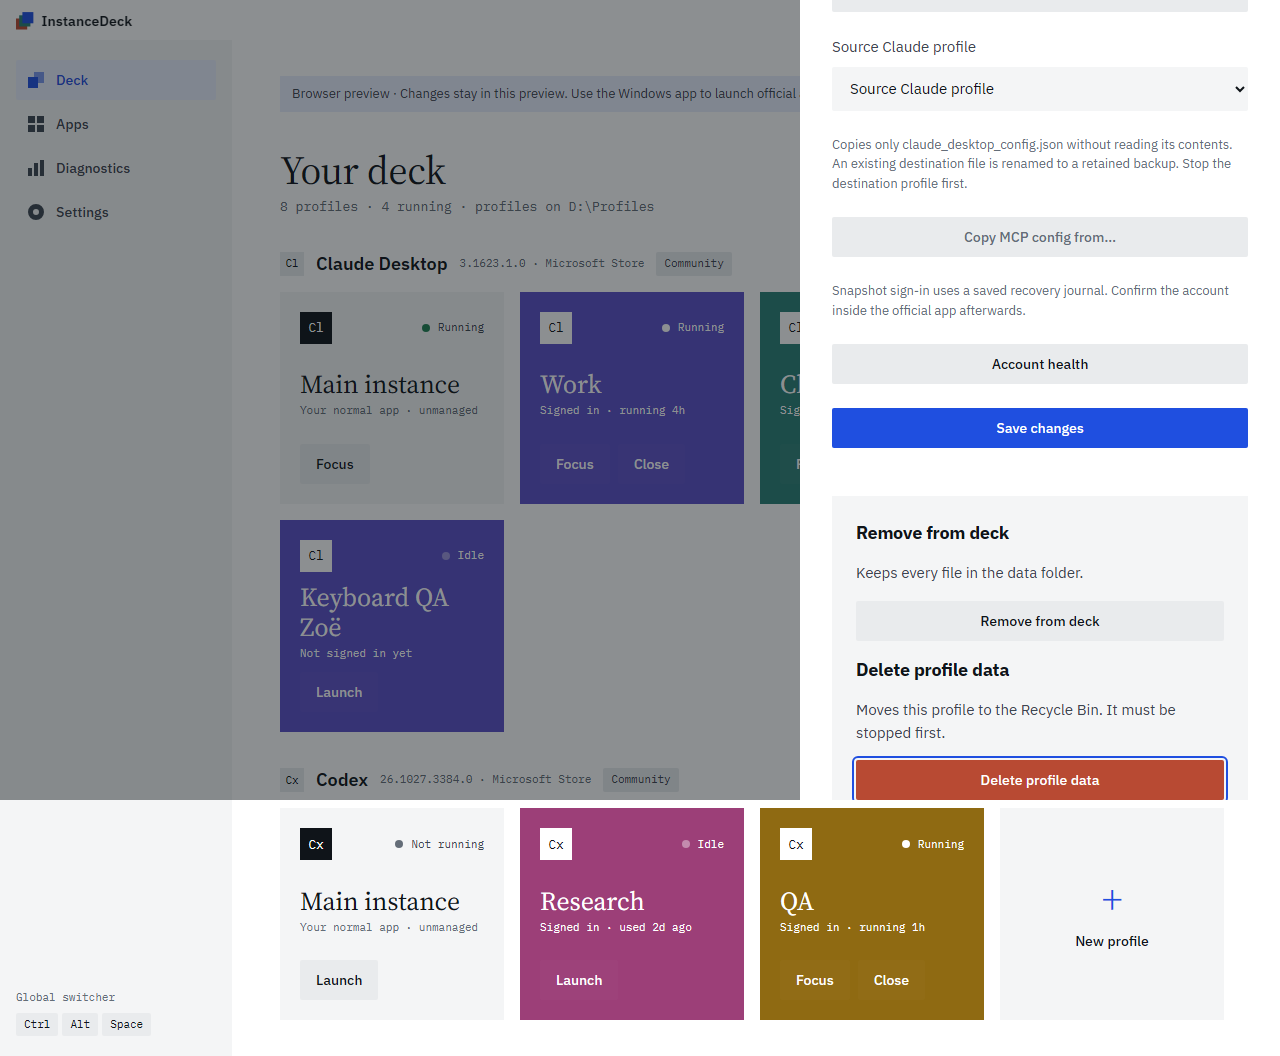 InstanceDeck
Deck
Apps
Diagnostics
Settings
Browser preview · Changes stay in this preview. Use the Windows app to launch official
Your deck
8 profiles · 4 running · profiles on D:\Profiles
Cl Claude Desktop 3.1623.1.0 · Microsoft Store Community
Cl Running
Main instance
Your normal app · unmanaged
Focus
Cl Running
Work
Signed in · running 4h
Focus Close
Cl
Cl
Sig
F
Cl Idle
Keyboard QA
Zoë
Not signed in yet
Launch
Cx Codex 26.1027.3384.0 · Microsoft Store Community
Cx Not running
Main instance
Your normal app · unmanaged
Launch
Cx Idle
Research
Signed in · used 2d ago
Launch
Cx Running
QA
Signed in · running 1h
Focus Close
New profile
Global switcher
Ctrl Alt Space
Source Claude profile
Source Claude profile
Copies only claude_desktop_config.json without reading its contents.
An existing destination file is renamed to a retained backup. Stop the
destination profile first.
Copy MCP config from...
Snapshot sign-in uses a saved recovery journal. Confirm the account
inside the official app afterwards.
Account health
Save changes
Remove from deck
Keeps every file in the data folder.
Remove from deck
Delete profile data
Moves this profile to the Recycle Bin. It must be
stopped first.
Delete profile data